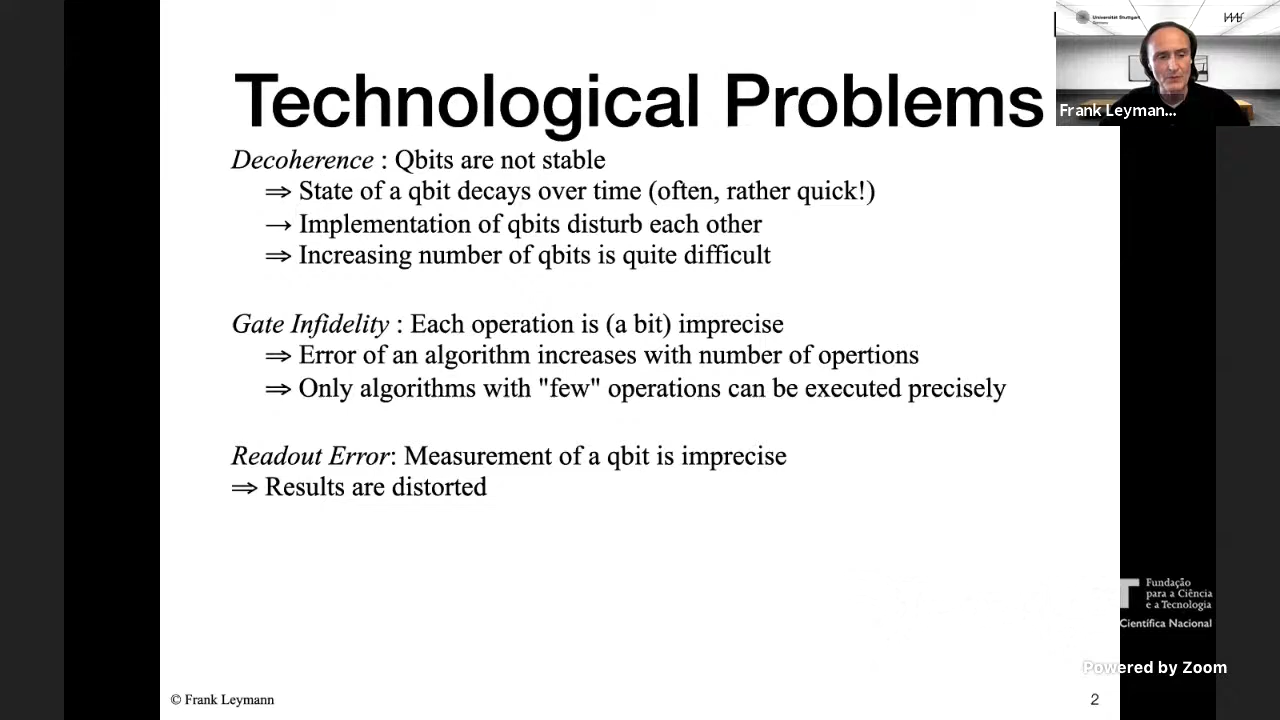 Technological Problems
Decoherence : Qbits are not stable
⇒ State of a qbit decays over time (often, rather quick!)
→ Implementation of qbits disturb each other
⇒ Increasing number of qbits is quite difficult
Gate Infidelity : Each operation is (a bit) imprecise
⇒ Error of an algorithm increases with number of opertions
⇒ Only algorithms with "few" operations can be executed precisely
Readout Error: Measurement of a qbit is imprecise
⇒ Results are distorted
© Frank Leymann
2
Universität Stuttgart
Germany
Frank Leyman...
Fundação
para a Ciência
e a Tecnologia
Científica Nacional
Powered by Zoom